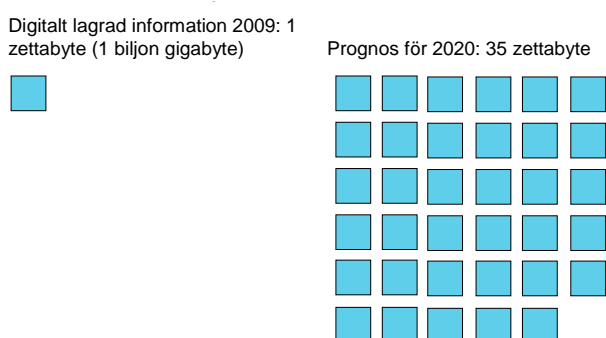 Digitalt lagrad information 2009: 1
zettabyte (1 biljon gigabyte)
Prognos för 2020: 35 zettabyte